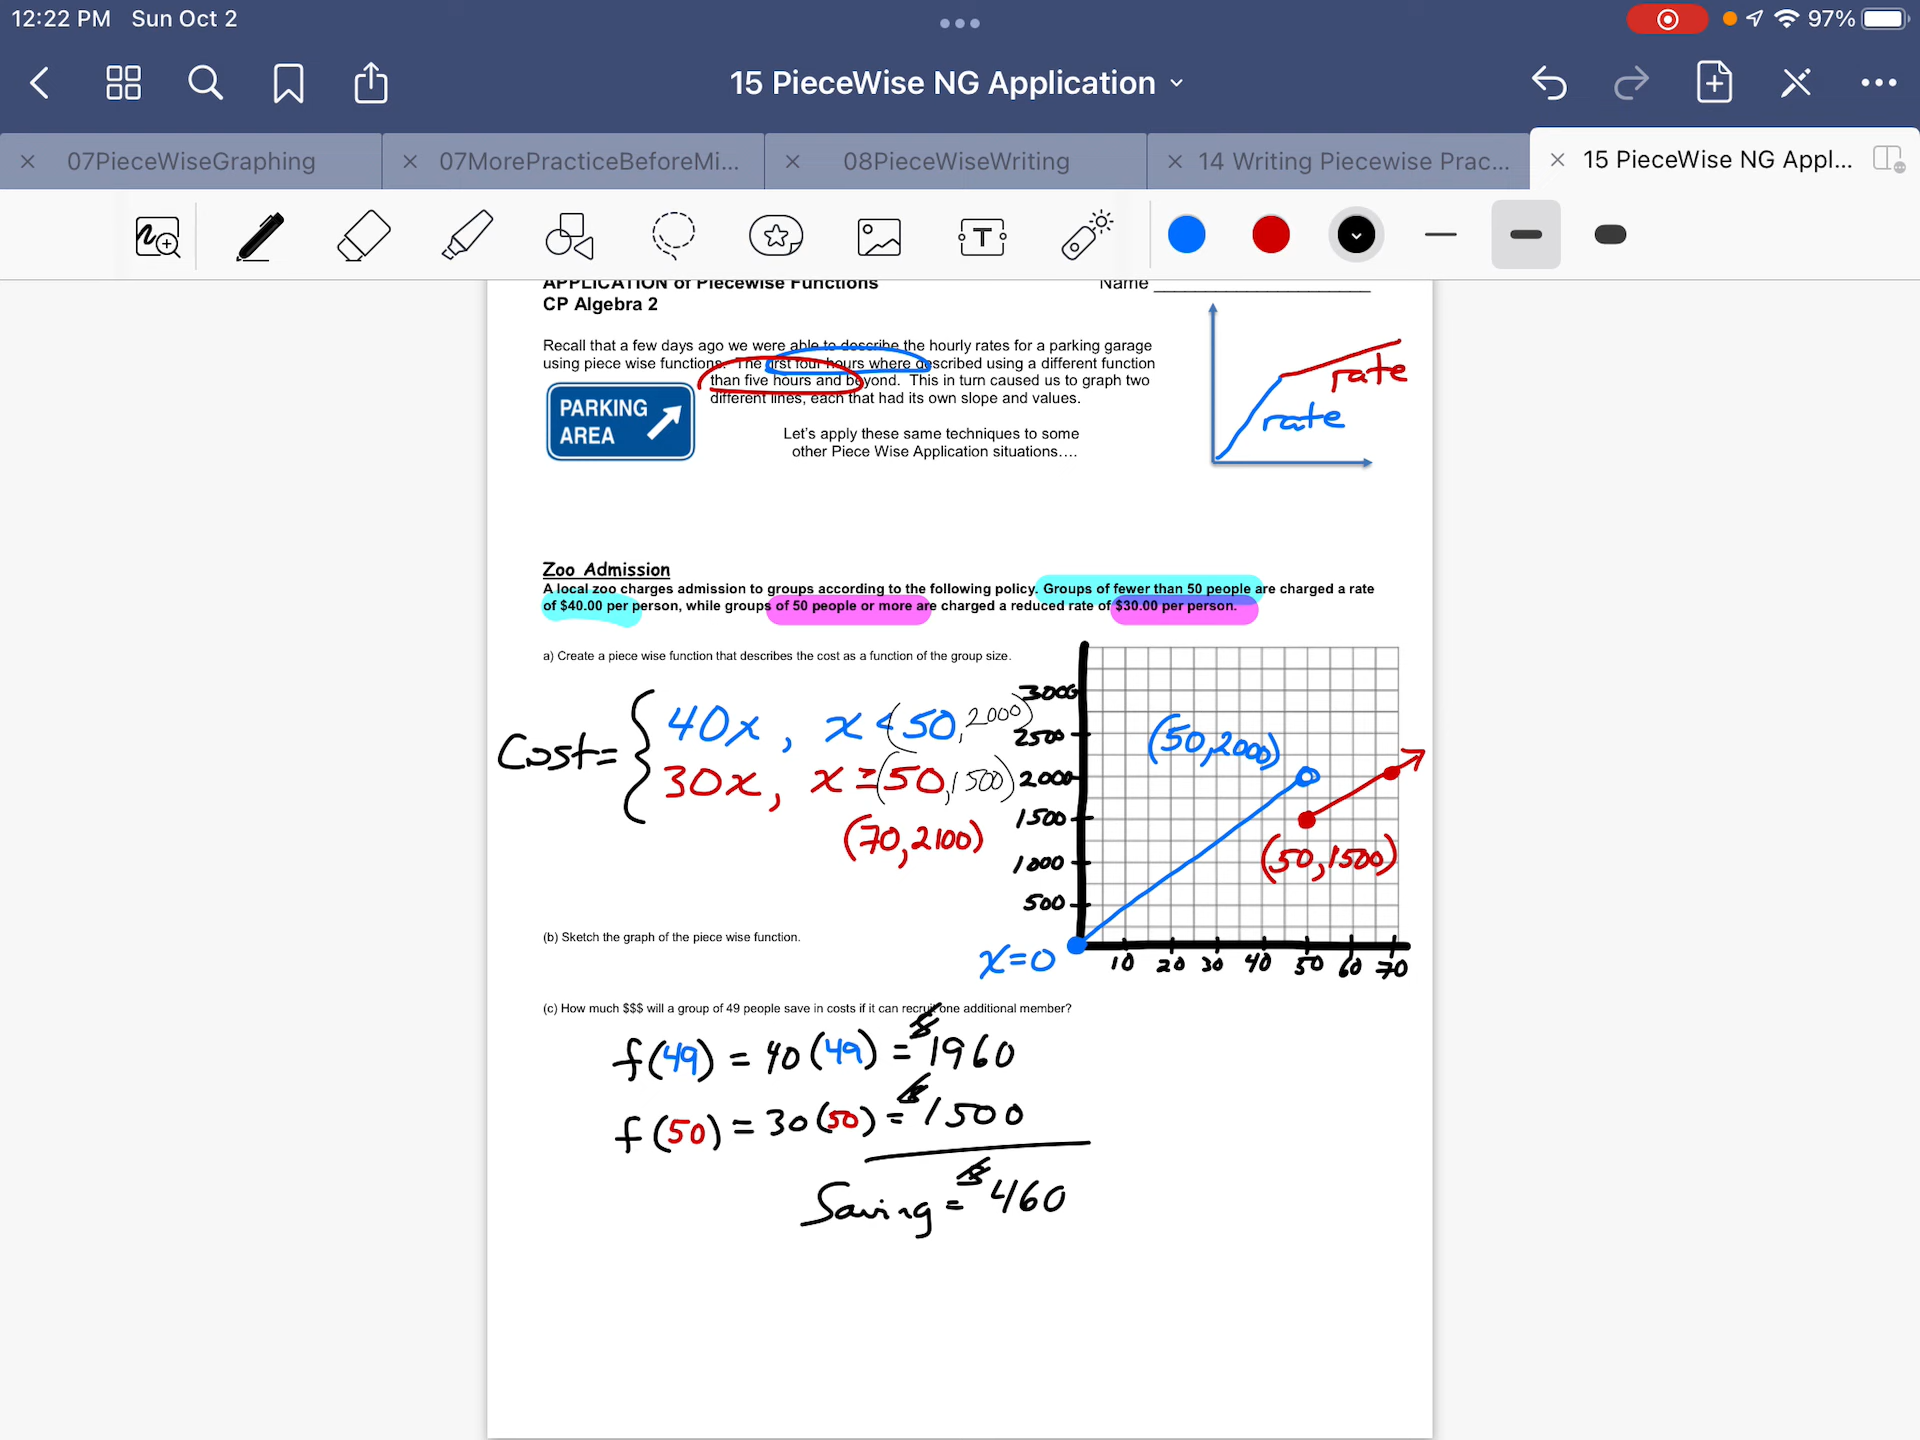 12:22 PM Sun Oct 2
97%
15 PieceWise NG Application
07PieceWiseGraphing
07MorePracticeBeforeMi...
08PieceWiseWriting
14 Writing Piecewise Prac...
15 PieceWise NG Appl...
APPLICATION of Piecewise Functions
Name
CP Algebra 2
Recall that a few days ago we were able to describe the hourly rates for a parking garage
using piece wise functions. The first four hours where described using a different function
than five hours and beyond. This in turn caused us to graph two
different lines, each that had its own slope and values.
PARKING
AREA
Let's apply these same techniques to some
other Piece Wise Application situations....
rate
rate
Zoo Admission
A local zoo charges admission to groups according to the following policy. Groups of fewer than 50 people are charged a rate
of $40.00 per person, while groups of 50 people or more are charged a reduced rate of $30.00 per person.
a) Create a piece wise function that describes the cost as a function of the group size.
Cost = {
40x, x < (50, 2000)
30x, x ≥ (50, 1500)
(70, 2100)
3000
2500
2000
1500
1000
500
(50, 2000)
(50, 1500)
x=0
10 20 30 40 50 60 70
(b) Sketch the graph of the piece wise function.
(c) How much $$$ will a group of 49 people save in costs if it can recruit one additional member?
f(49) = 40(49) = $1960
f(50) = 30(50) = $1500
Saving = $460